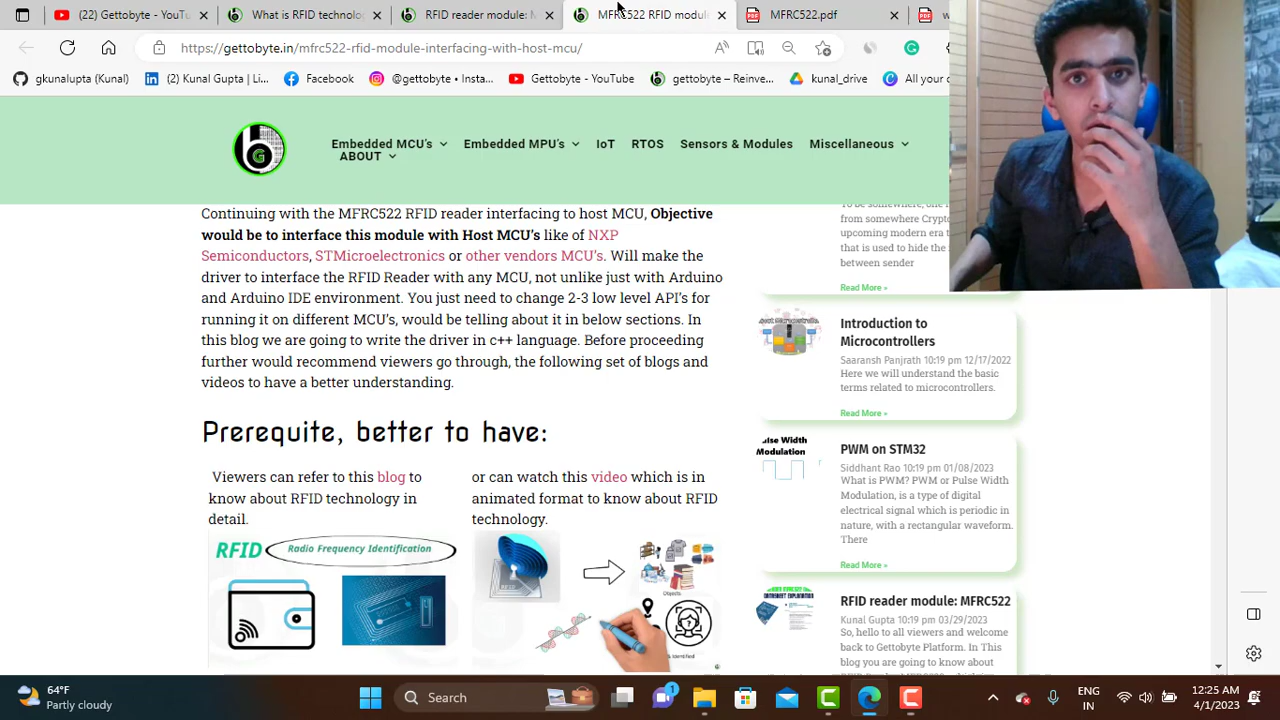 What is RFID?
RFID reader module: M
MFRC522 RFID modul
MFRC522.pdf
https://gettobyte.in/mfrc522-rfid-module-interfacing-with-host-mcu/
gkunalgupta (Kunal)
(2) Kunal Gupta | Li...
Facebook
@gettobyte • Insta...
Gettobyte - YouTube
gettobyte – Reinve...
kunal_drive
All your
Embedded MCU's
Embedded MPU's
IoT
RTOS
Sensors & Modules
Miscellaneous
ABOUT
Continuing with the MFRC522 RFID reader interfacing to host MCU, Objective
would be to interface this module with Host MCU's like of NXP
Semiconductors, STMicroelectronics or other vendors MCU's. Will make the
driver to interface the RFID Reader with any MCU, not unlike just with Arduino
and Arduino IDE environment. You just need to change 2-3 low level API's for
running it on different MCU's, would be telling about it in below sections. In
this blog we are going to write the driver in c++ language. Before proceeding
further would recommend viewers go through, the following set of blogs and
videos to have a better understanding.
Prerequite, better to have:
Viewers can refer to this blog to
know about RFID technology in
detail.
or can watch this video which is in
animated format to know about RFID
technology.
RFID
Radio Frequency Identification
Objects
from somewhere Crypto
upcoming modern era t
that is used to hide the
between sender
Read More »
Introduction to
Microcontrollers
Saaransh Panjrath 10:19 pm 12/17/2022
Here we will understand the basic
terms related to microcontrollers.
Read More »
ulse Width
Modulation
PWM on STM32
Siddhant Rao 10:19 pm 01/08/2023
What is PWM? PWM or Pulse Width
Modulation, is a type of digital
electrical signal which is periodic in
nature, with a rectangular waveform.
There
Read More »
RFID reader module: MFRC522
Kunal Gupta 10:19 pm 03/29/2023
So, hello to all viewers and welcome
back to Gettobyte Platform. In This
blog you are going to know about
64°F
Partly cloudy
Search
1
ENG
IN
12:25 AM
4/1/2023